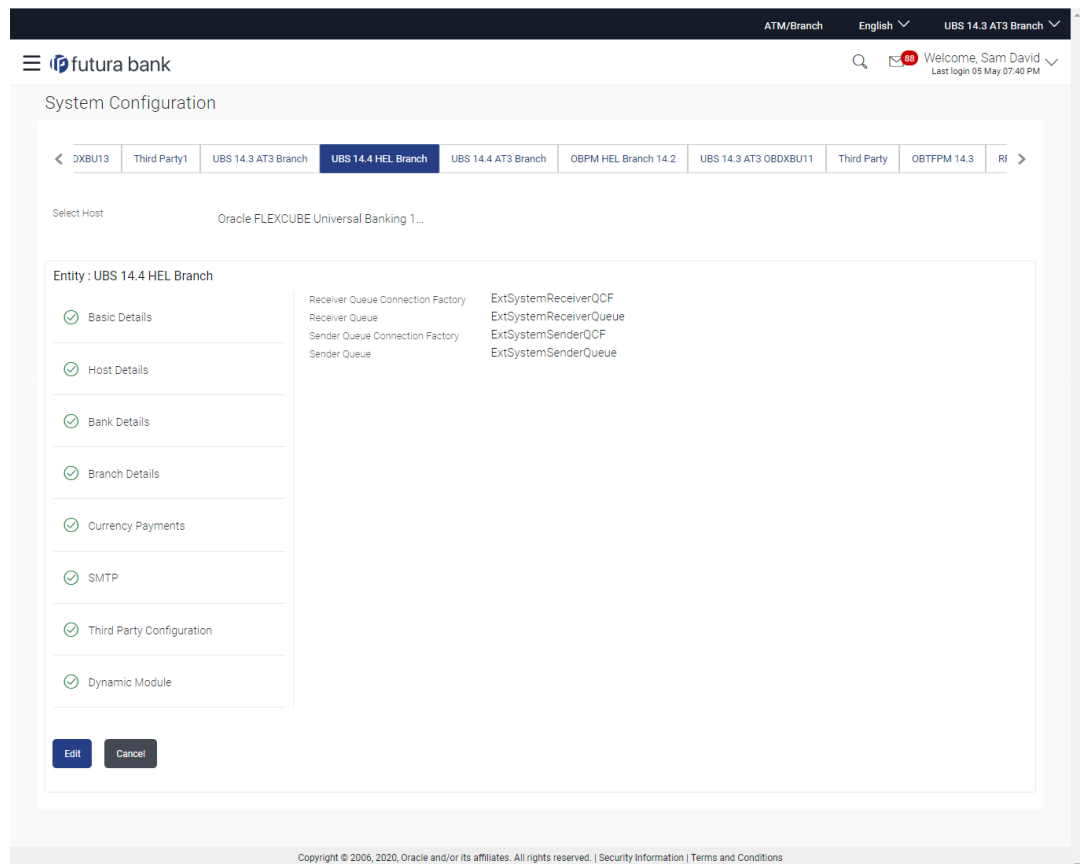 ATM/Branch English UBS 14.3 AT3 Branch
futura bank 88 Welcome, Sam David
Last login 05 May 07:40 PM
System Configuration
DXBU13 Third Party1 UBS 14.3 AT3 Branch UBS 14.4 HEL Branch UBS 14.4 AT3 Branch OBPM HEL Branch 14.2 UBS 14.3 AT3 OBDXBU11 Third Party OBTFPM 14.3
Select Host Oracle FLEXCUBE Universal Banking 1...
Entity : UBS 14.4 HEL Branch
Receiver Queue Connection Factory ExtSystemReceiverQCF
Receiver Queue ExtSystemReceiverQueue
Sender Queue Connection Factory ExtSystemSenderQCF
Sender Queue ExtSystemSenderQueue
Basic Details
Host Details
Bank Details
Branch Details
Currency Payments
SMTP
Third Party Configuration
Dynamic Module
Edit Cancel
Copyright © 2006, 2020, Oracle and/or its affiliates. All rights reserved. | Security Information | Terms and Conditions